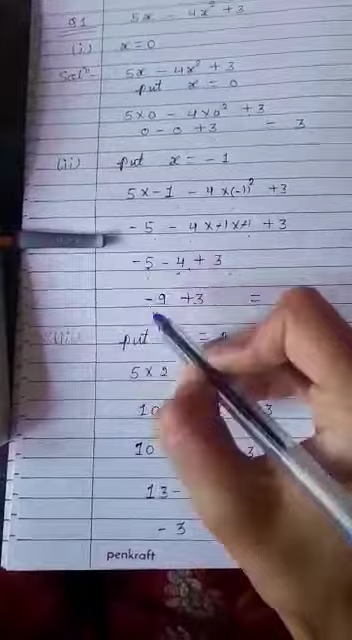 Q1 5x - 4x² + 3
(i) x = 0
Solⁿ- 5x - 4x² + 3
put x = 0
5×0 - 4×0² + 3
0 - 0 + 3 = 3
(ii) put x = -1
5×-1 - 4×(-1)² + 3
-5 - 4×-1×-1 + 3
-5 - 4 + 3
-9 + 3 =
put =
5×2
10 3
10 3
13-
-3
penkraft